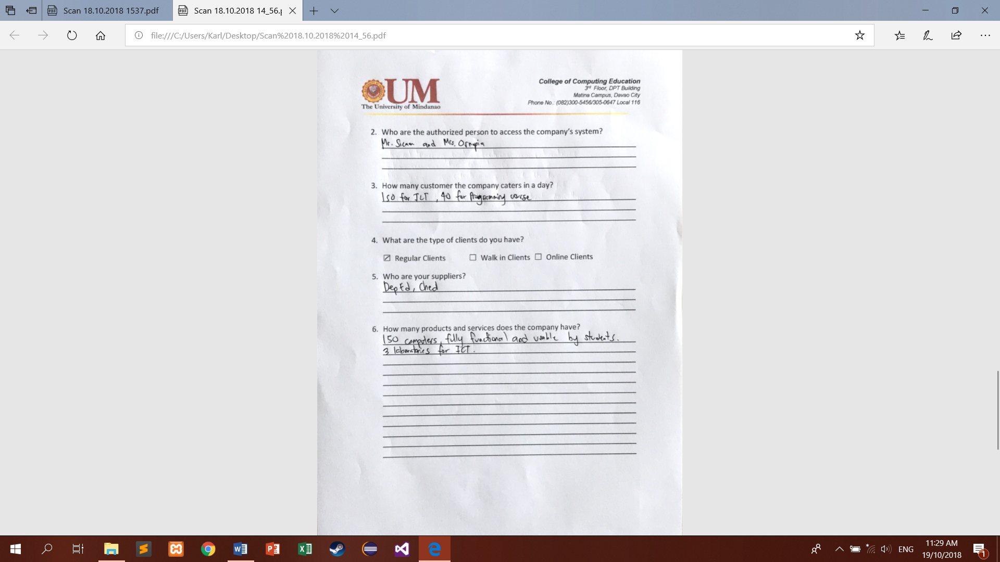 Scan 18.10.2018 1537.pdf
Scan 18.10.2018 14_56.p
file:///C:/Users/Karl/Desktop/Scan%2018.10.2018%2014_56.pdf
UM
The University of Mindanao
College of Computing Education
3rd Floor, DPT Building
Matina Campus, Davao City
Phone No.: (082)300-5456/305-0647 Local 116
2. Who are the authorized person to access the company's system?
Mr. and Mrs.
3. How many customer the company caters in a day?
150 for ICT, 40 for Programming course
4. What are the type of clients do you have?
Regular Clients Walk in Clients Online Clients
5. Who are your suppliers?
DepEd, Ched
6. How many products and services does the company have?
150 computers, fully functional and usable by students.
3 laboratories for ICT.
ENG
11:29 AM
19/10/2018
1